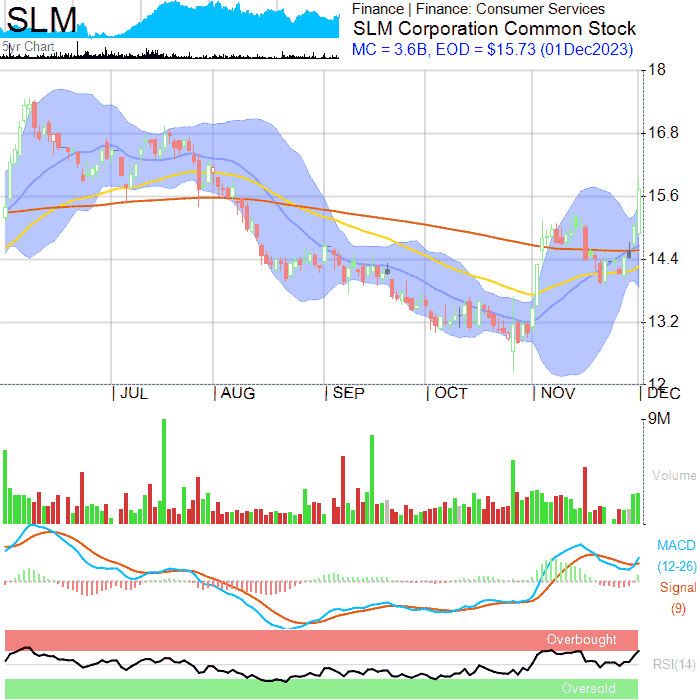 SLM
5yr Chart
Finance | Finance: Consumer Services
SLM Corporation Common Stock
MC = 3.6B, EOD = $15.73 (01Dec2023)
18
16.8
15.6
14.4
13.2
12
JUL AUG SEP OCT NOV DEC
9M
Volume
MACD
(12-26)
Signal
(9)
Overbought
RSI(14)
Oversold